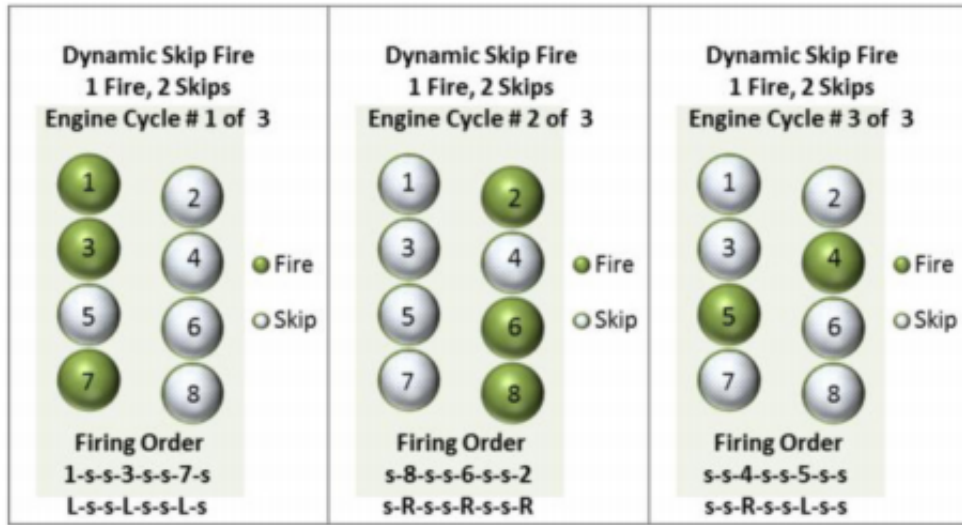 Dynamic Skip Fire
1 Fire, 2 Skips
Engine Cycle # 1 of 3
1
2
3
4
5
6
7
8
Fire
Skip
Firing Order
1-s-s-3-s-s-7-s
L-s-s-L-s-s-L-s
Dynamic Skip Fire
1 Fire, 2 Skips
Engine Cycle # 2 of 3
1
2
3
4
5
6
7
8
Fire
Skip
Firing Order
s-8-s-s-6-s-s-2
s-R-s-s-R-s-s-R
Dynamic Skip Fire
1 Fire, 2 Skips
Engine Cycle # 3 of 3
1
2
3
4
5
6
7
8
Fire
Skip
Firing Order
s-s-4-s-s-5-s-s
s-s-R-s-s-L-s-s